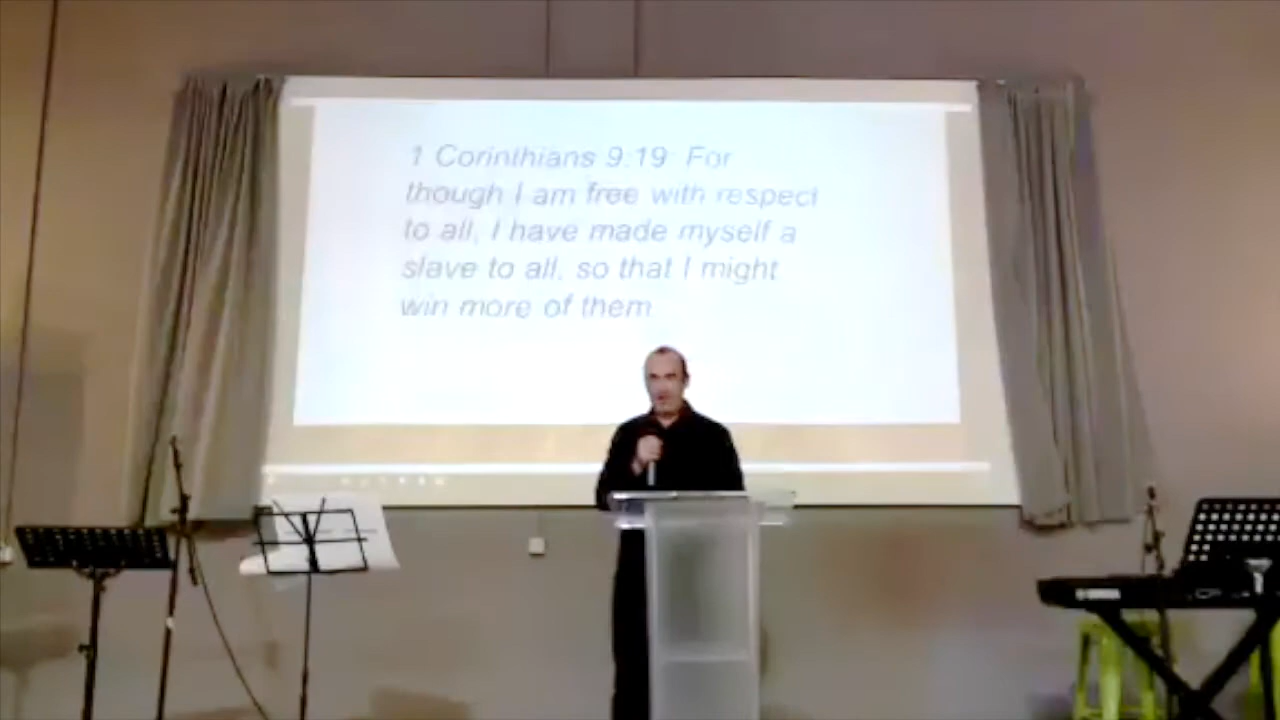 1 Corinthians 9:19: For
though I am free with respect
to all, I have made myself a
slave to all, so that I might
win more of them